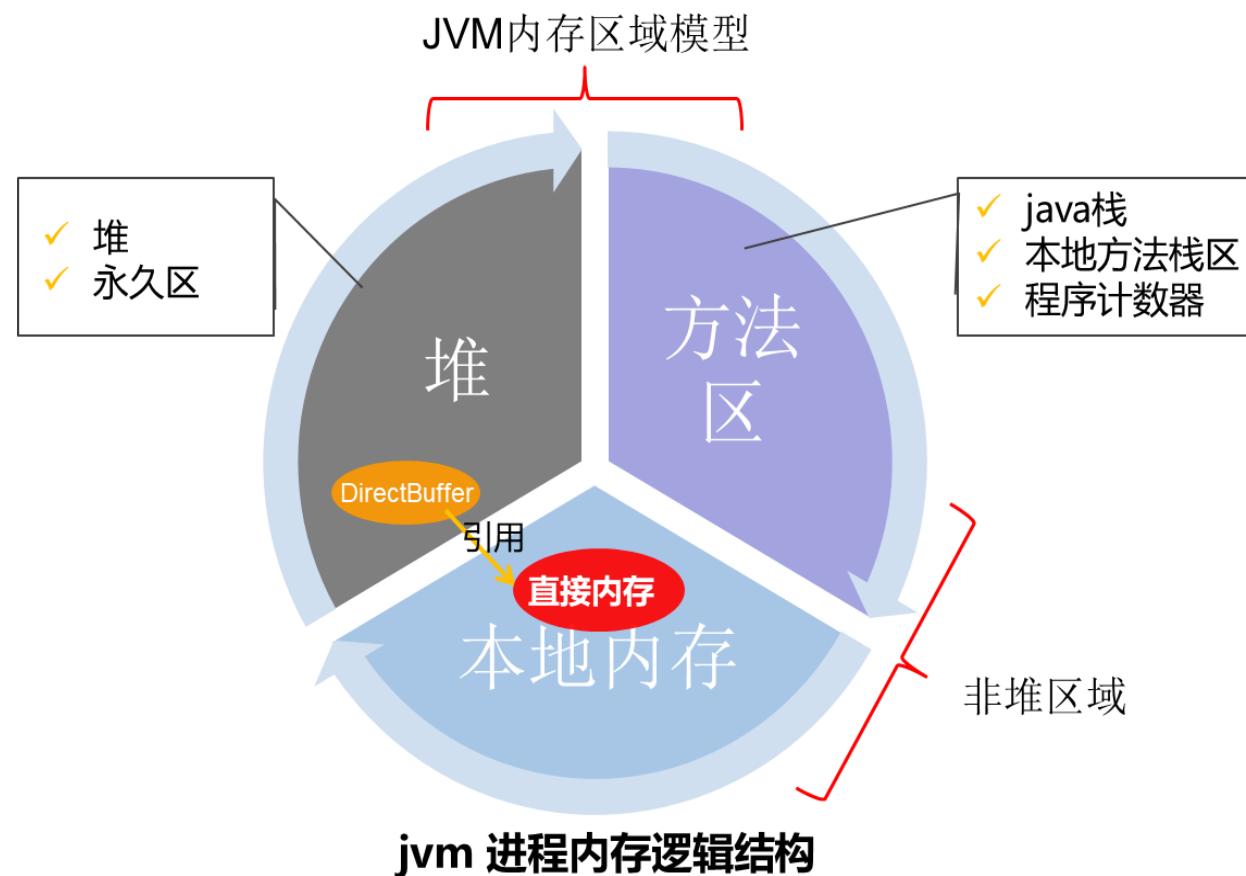 JVM内存区域模型
堆
永久区
java栈
本地方法栈区
程序计数器
堆
方法
区
DirectBuffer
引用
直接内存
本地内存
非堆区域
jvm 进程内存逻辑结构